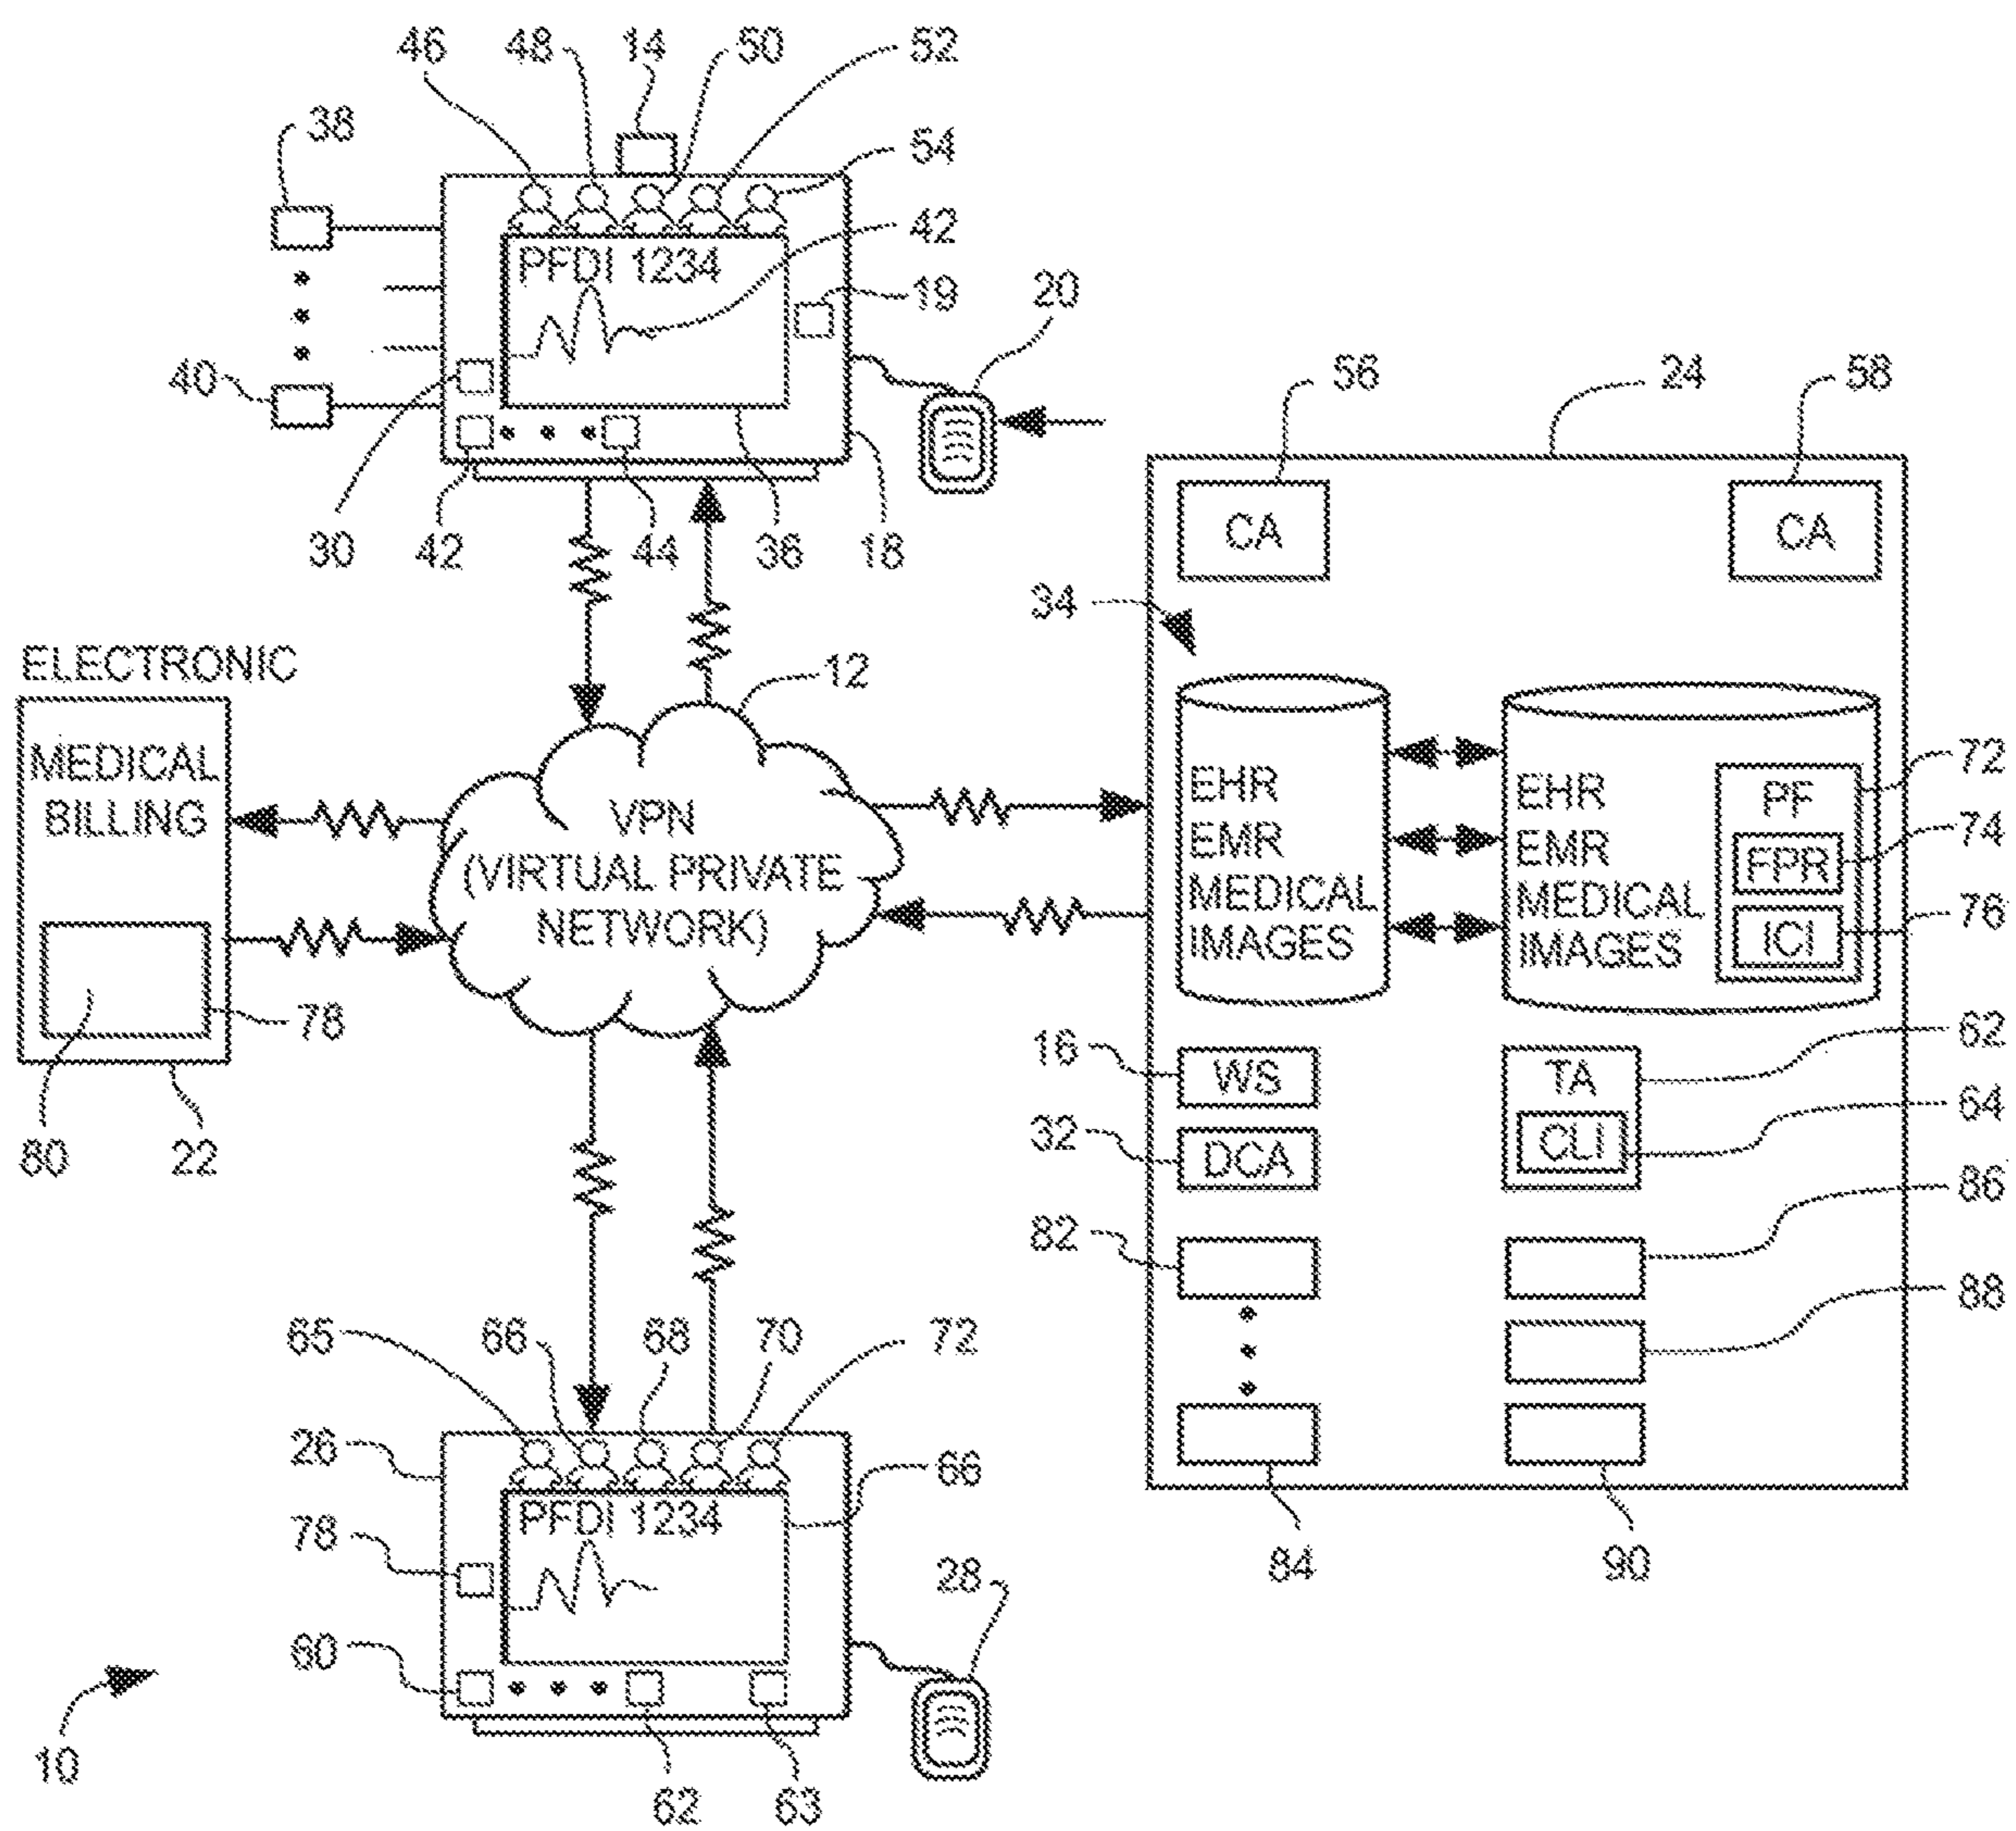 46 48 14 50 52
38 54
PFDI 1234
42
19 20
40
56 24 58
30 42 44 36 18
CA CA
34
ELECTRONIC
12
MEDICAL
BILLING
VPN
(VIRTUAL PRIVATE
NETWORK)
EHR
EMR
MEDICAL
IMAGES
EHR
EMR
MEDICAL
IMAGES
PF 72
FPR 74
ICI 76
78
80 22
16 WS
32 DCA
TA 62
CLI 64
82 86
88
65 66 68 70 72
26
PFDI 1234
66
78
84 90
28
60
10
62 63